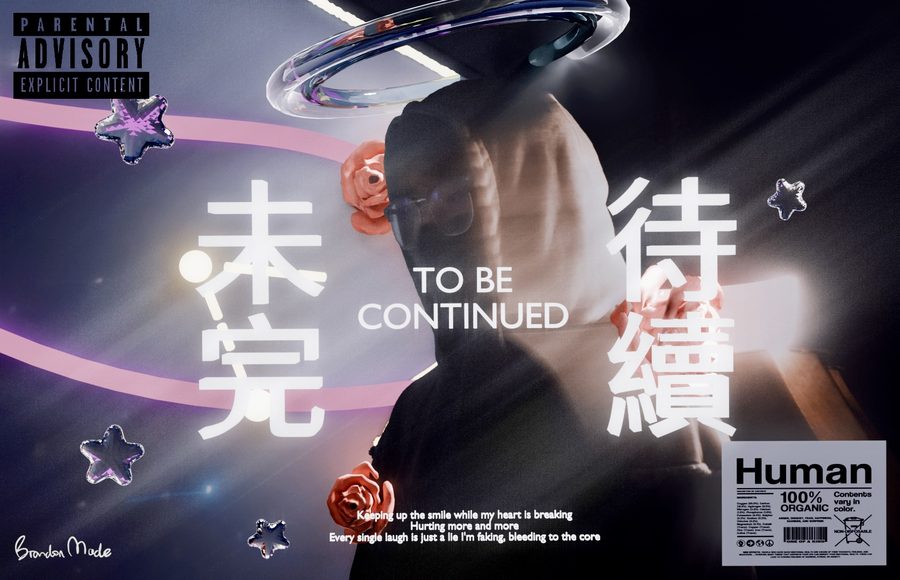 PARENTAL
ADVISORY
EXPLICIT CONTENT
未完
待續
TO BE
CONTINUED
Keeping up the smile while my heart is breaking
Hurting more and more
Every single laugh is just a lie I'm faking, bleeding to the core
Brandon Made
Human
100%
ORGANIC
Contents
vary in
color.
NON-DISPOSABLE